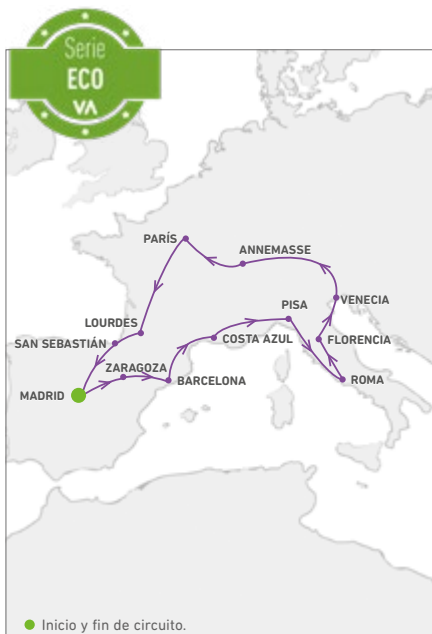 Serie
ECO
VA
PARÍS
ANNEMASSE
PISA
VENECIA
LOURDES
SAN SEBASTIÁN
COSTA AZUL
FLORENCIA
ZARAGOZA
BARCELONA
ROMA
MADRID
Inicio y fin de circuito.